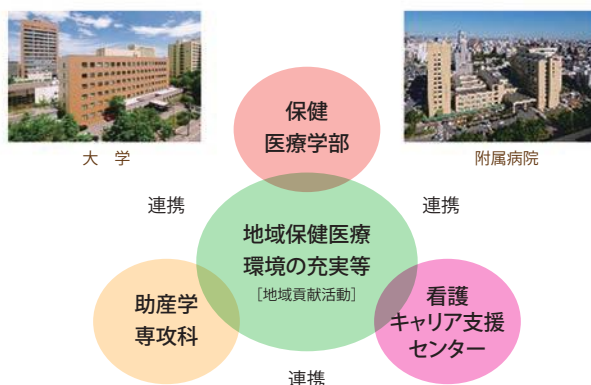 保健
医療学部
大 学
附属病院
連携
連携
地域保健医療
環境の充実等
［地域貢献活動］
助産学
専攻科
看護
キャリア支援
センター
連携